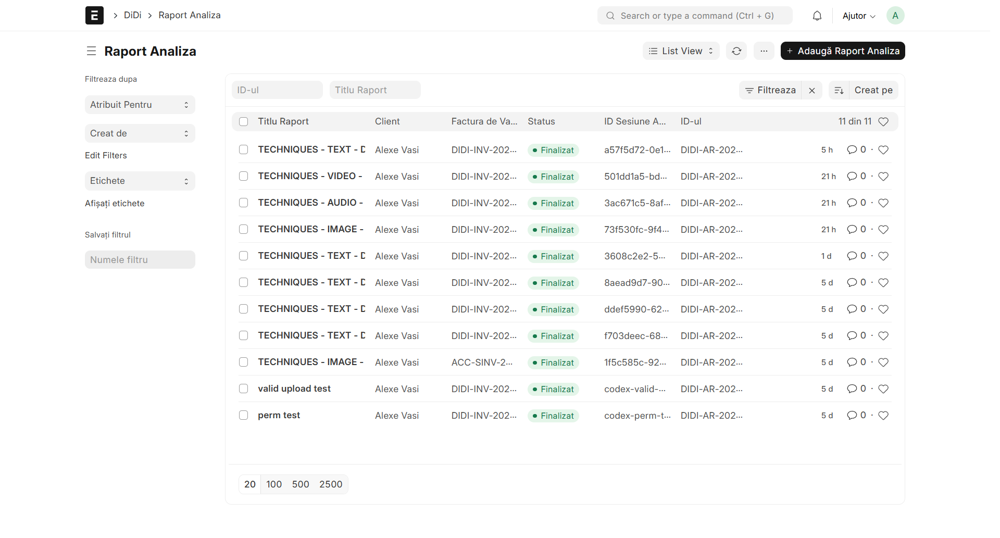 DiDi
Raport Analiza
Search or type a command (Ctrl + G)
Ajutor
A
Raport Analiza
List View
Adaugă Raport Analiza
Filtreaza dupa
Atribuit Pentru
Creat de
Edit Filters
Etichete
Afișați etichete
Salvați filtrul
Numele filtru
ID-ul
Titlu Raport
Filtreaza
Creat pe
Titlu Raport Client Factura de Va... Status ID Sesiune A... ID-ul 11 din 11
TECHNIQUES - TEXT - D Alexe Vasi DIDI-INV-202... Finalizat a57f5d72-0e1... DIDI-AR-202... 5 h 0
TECHNIQUES - VIDEO - Alexe Vasi DIDI-INV-202... Finalizat 501dd1a5-bd... DIDI-AR-202... 21 h 0
TECHNIQUES - AUDIO - Alexe Vasi DIDI-INV-202... Finalizat 3ac671c5-8af... DIDI-AR-202... 21 h 0
TECHNIQUES - IMAGE - Alexe Vasi DIDI-INV-202... Finalizat 73f530fc-9f4... DIDI-AR-202... 21 h 0
TECHNIQUES - TEXT - D Alexe Vasi DIDI-INV-202... Finalizat 3608c2e2-5... DIDI-AR-202... 1 d 0
TECHNIQUES - TEXT - D Alexe Vasi DIDI-INV-202... Finalizat 8aead9d7-90... DIDI-AR-202... 5 d 0
TECHNIQUES - TEXT - D Alexe Vasi DIDI-INV-202... Finalizat ddef5990-62... DIDI-AR-202... 5 d 0
TECHNIQUES - TEXT - D Alexe Vasi DIDI-INV-202... Finalizat f703deec-68... DIDI-AR-202... 5 d 0
TECHNIQUES - IMAGE - Alexe Vasi ACC-SINV-2... Finalizat 1f5c585c-92... DIDI-AR-202... 5 d 0
valid upload test Alexe Vasi DIDI-INV-202... Finalizat codex-valid-... DIDI-AR-202... 5 d 0
perm test Alexe Vasi DIDI-INV-202... Finalizat codex-perm-t... DIDI-AR-202... 5 d 0
20 100 500 2500